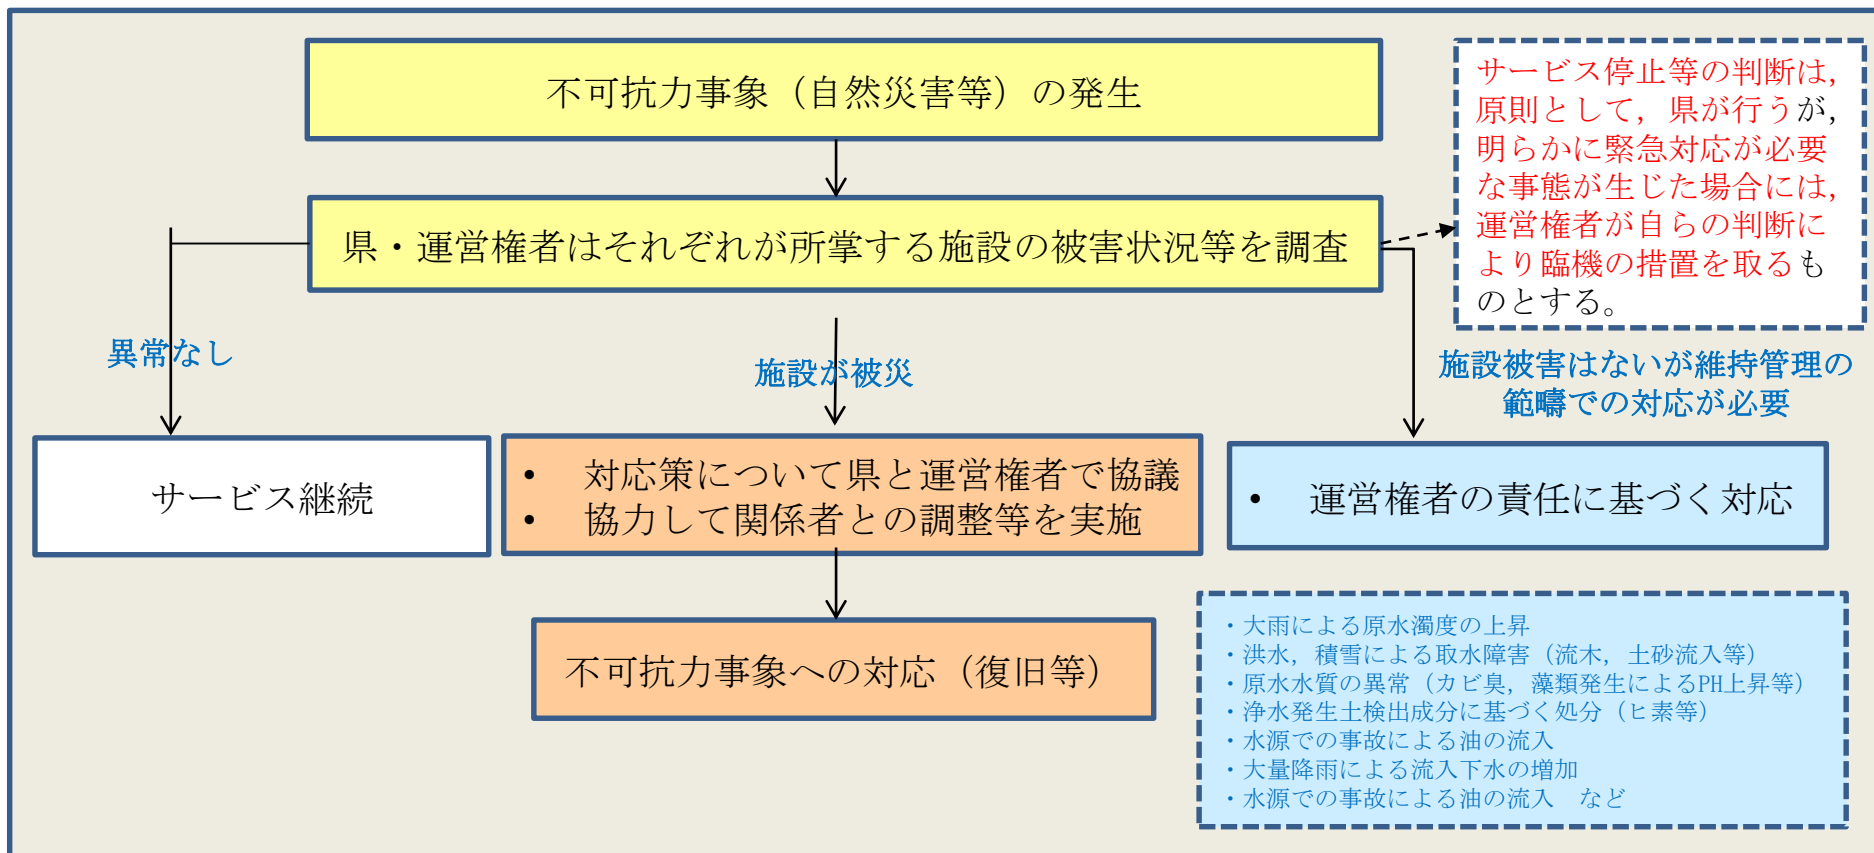 不可抗力事象（自然災害等）の発生
サービス停止等の判断は，
原則として，県が行うが，
明らかに緊急対応が必要
な事態が生じた場合には，
運営権者が自らの判断に
より臨機の措置を取るも
のとする。
県・運営権者はそれぞれが所掌する施設の被害状況等を調査
異常なし
施設が被災
施設被害はないが維持管理の
範疇での対応が必要
サービス継続
• 対応策について県と運営権者で協議
• 協力して関係者との調整等を実施
• 運営権者の責任に基づく対応
不可抗力事象への対応（復旧等）
・大雨による原水濁度の上昇
・洪水，積雪による取水障害（流木，土砂流入等）
・原水水質の異常（カビ臭，藻類発生によるPH上昇等）
・浄水発生土検出成分に基づく処分（ヒ素等）
・水源での事故による油の流入
・大量降雨による流入下水の増加
・水源での事故による油の流入　など